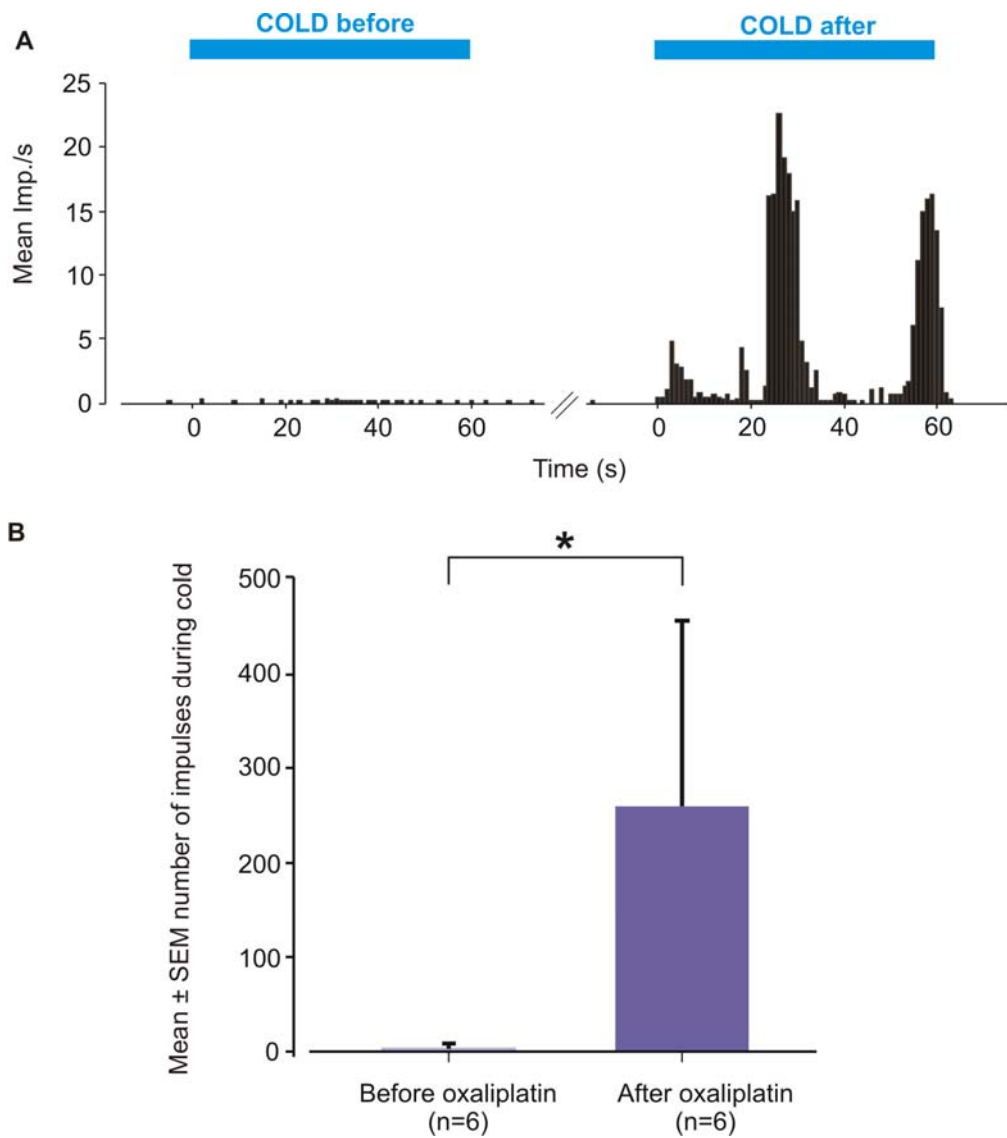 A
COLD before
COLD after
Mean Imp./s
25
20
15
10
5
0
0 20 40 60 0 20 40 60
Time (s)
B
*
Mean ± SEM number of impulses during cold
500
400
300
200
100
0
Before oxaliplatin
(n=6)
After oxaliplatin
(n=6)